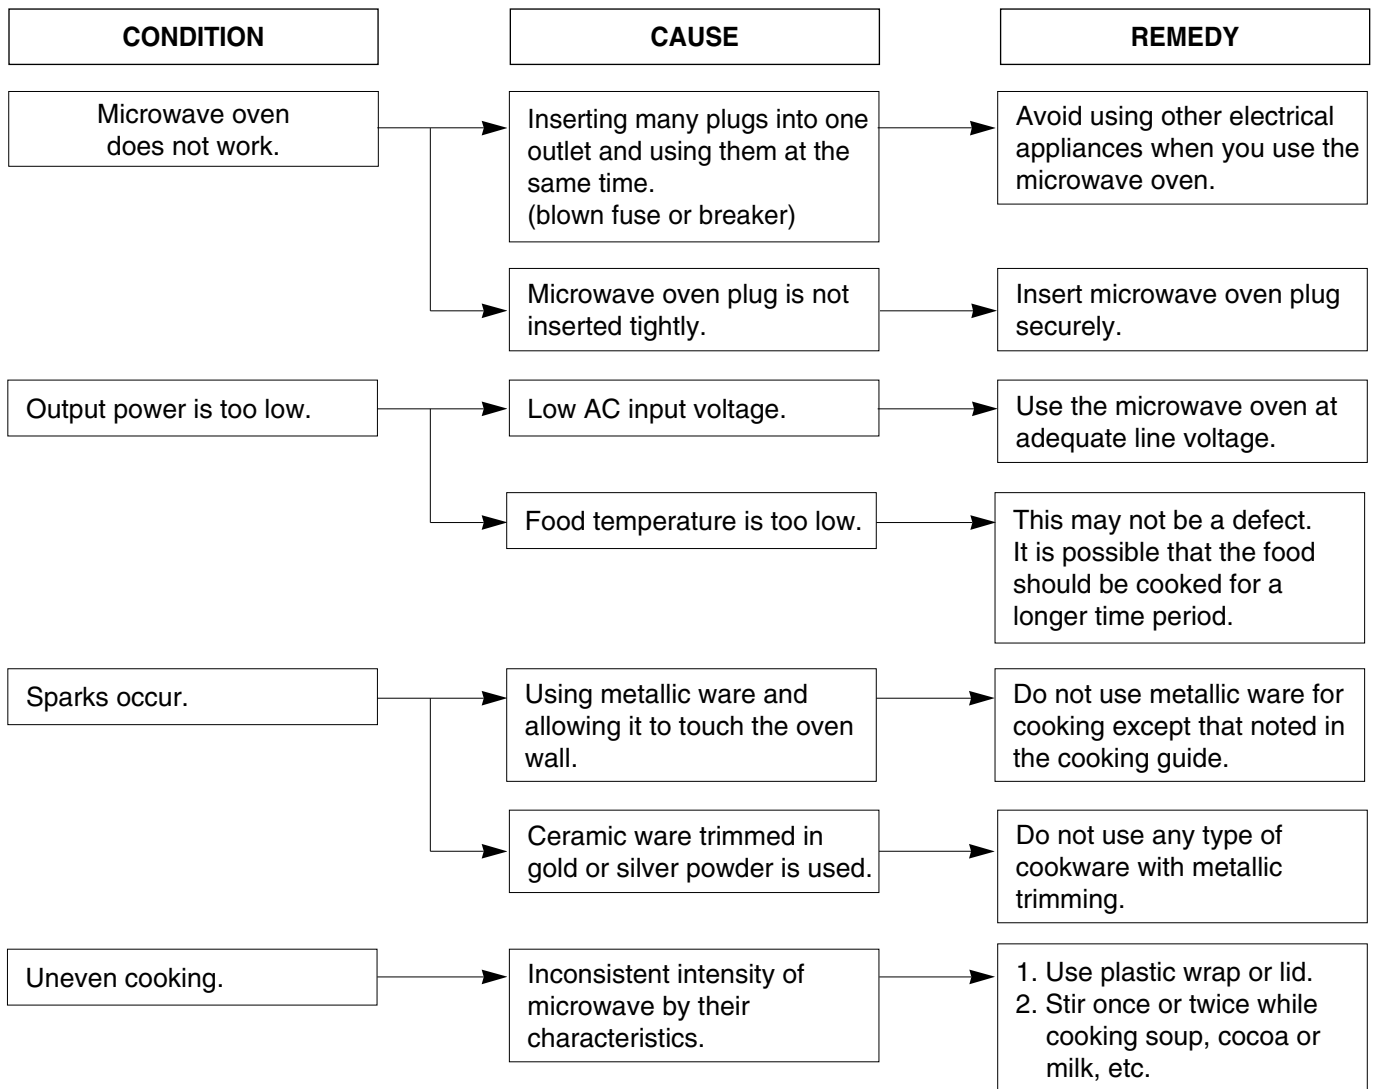 CONDITION
CAUSE
REMEDY
Microwave oven
does not work.
Inserting many plugs into one
outlet and using them at the
same time.
(blown fuse or breaker)
Avoid using other electrical
appliances when you use the
microwave oven.
Microwave oven plug is not
inserted tightly.
Insert microwave oven plug
securely.
Output power is too low.
Low AC input voltage.
Use the microwave oven at
adequate line voltage.
Food temperature is too low.
This may not be a defect.
It is possible that the food
should be cooked for a
longer time period.
Sparks occur.
Using metallic ware and
allowing it to touch the oven
wall.
Do not use metallic ware for
cooking except that noted in
the cooking guide.
Ceramic ware trimmed in
gold or silver powder is used.
Do not use any type of
cookware with metallic
trimming.
Uneven cooking.
Inconsistent intensity of
microwave by their
characteristics.
1. Use plastic wrap or lid.
2. Stir once or twice while
cooking soup, cocoa or
milk, etc.